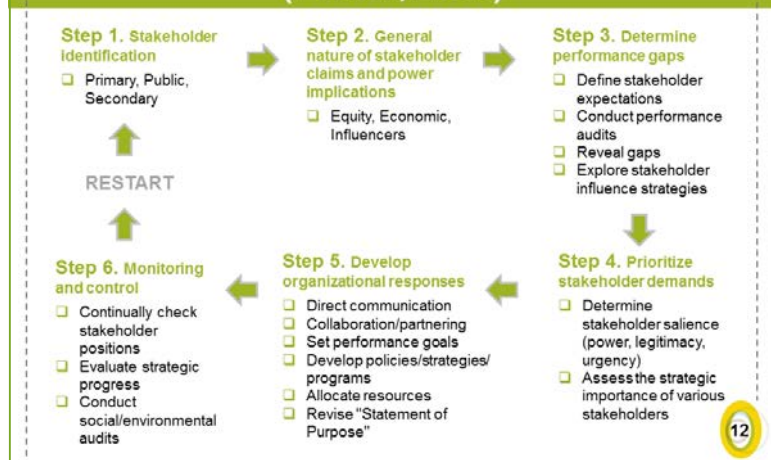 Step 1. Stakeholder
identification
Primary, Public,
Secondary
Step 2. General
nature of stakeholder
claims and power
implications
Equity, Economic,
Influencers
Step 3. Determine
performance gaps
Define stakeholder
expectations
Conduct performance
audits
Reveal gaps
Explore stakeholder
influence strategies
Step 4. Prioritize
stakeholder demands
Determine
stakeholder salience
(power, legitimacy,
urgency)
Assess the strategic
importance of various
stakeholders
Step 5. Develop
organizational responses
Direct communication
Collaboration/partnering
Set performance goals
Develop policies/strategies/
programs
Allocate resources
Revise "Statement of
Purpose"
Step 6. Monitoring
and control
Continually check
stakeholder
positions
Evaluate strategic
progress
Conduct
social/environmental
audits
RESTART
12